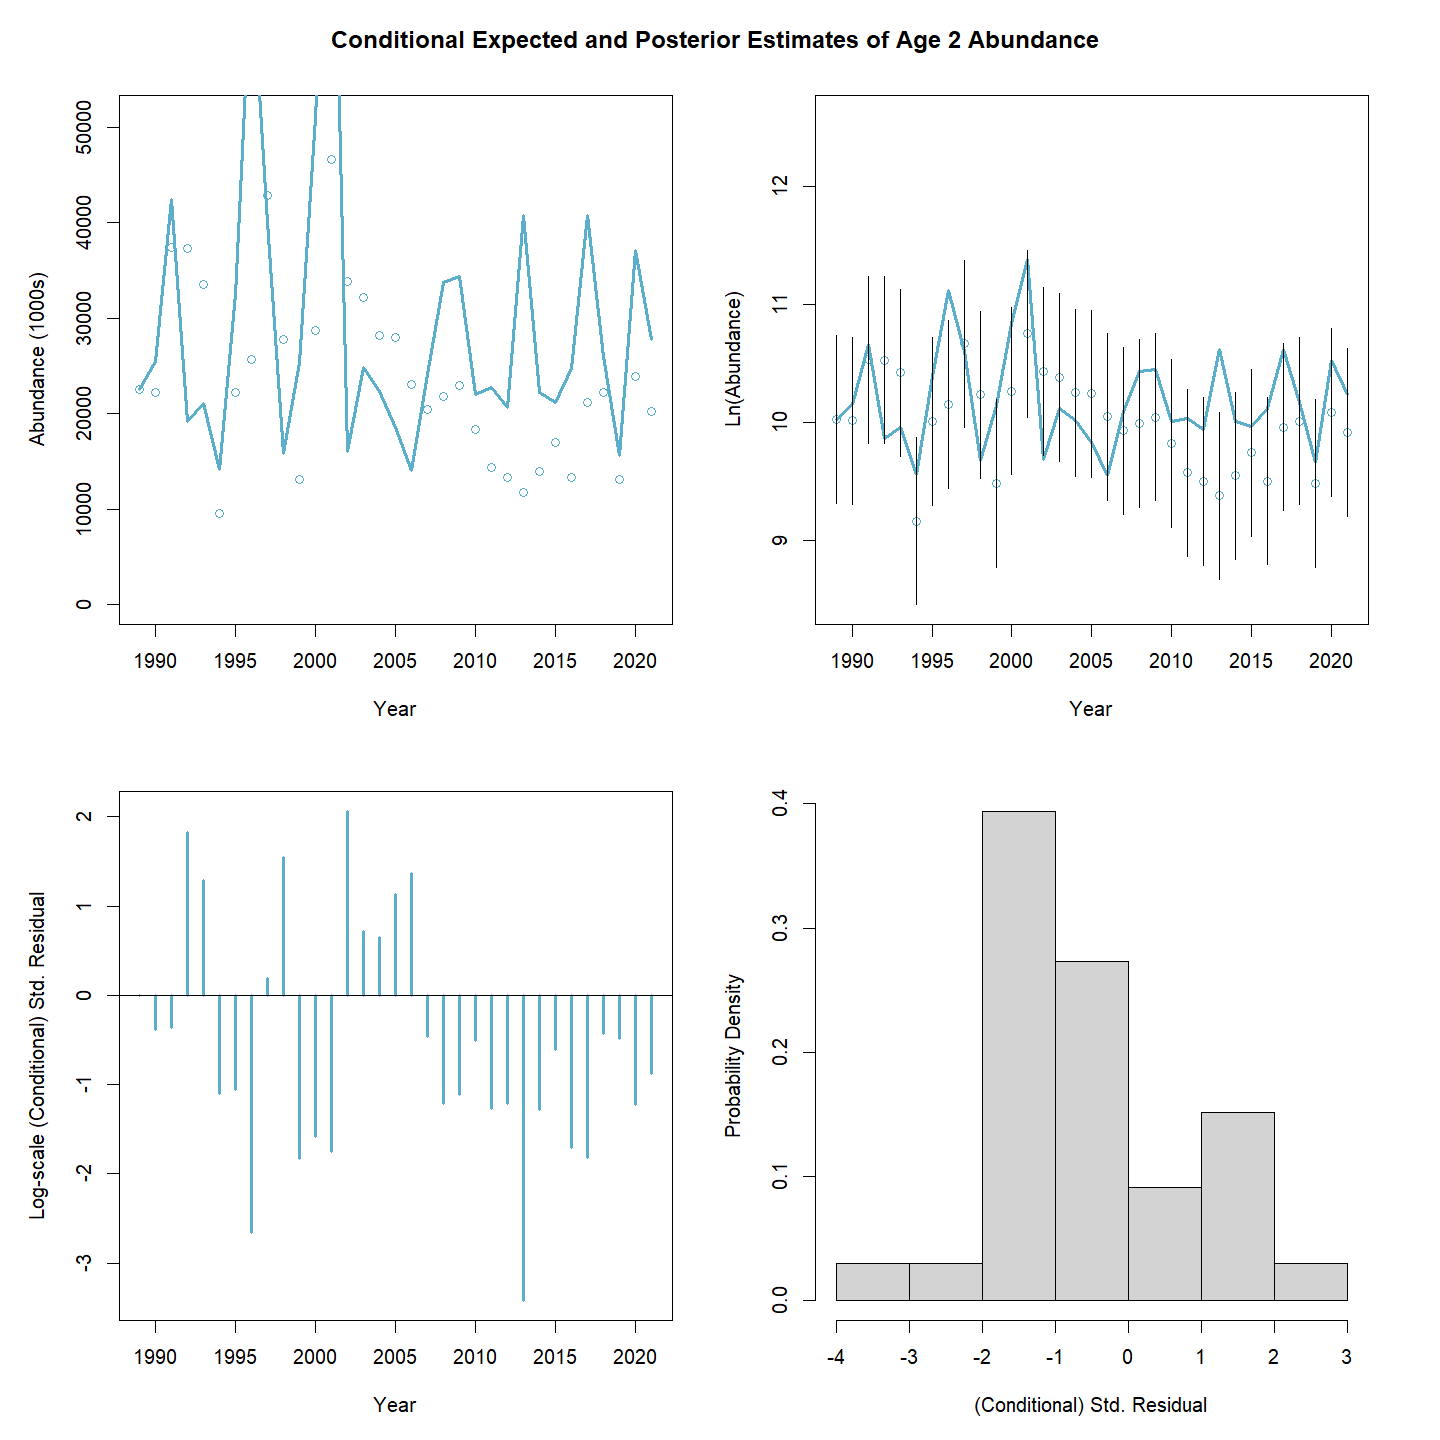 Conditional Expected and Posterior Estimates of Age 2 Abundance
Abundance (1000s)
50000
40000
30000
20000
10000
0
1990 1995 2000 2005 2010 2015 2020
Year
Ln(Abundance)
12
11
10
9
1990 1995 2000 2005 2010 2015 2020
Year
Log-scale (Conditional) Std. Residual
2
1
0
-1
-2
-3
1990 1995 2000 2005 2010 2015 2020
Year
Probability Density
0.4
0.3
0.2
0.1
0.0
-4 -3 -2 -1 0 1 2 3
(Conditional) Std. Residual